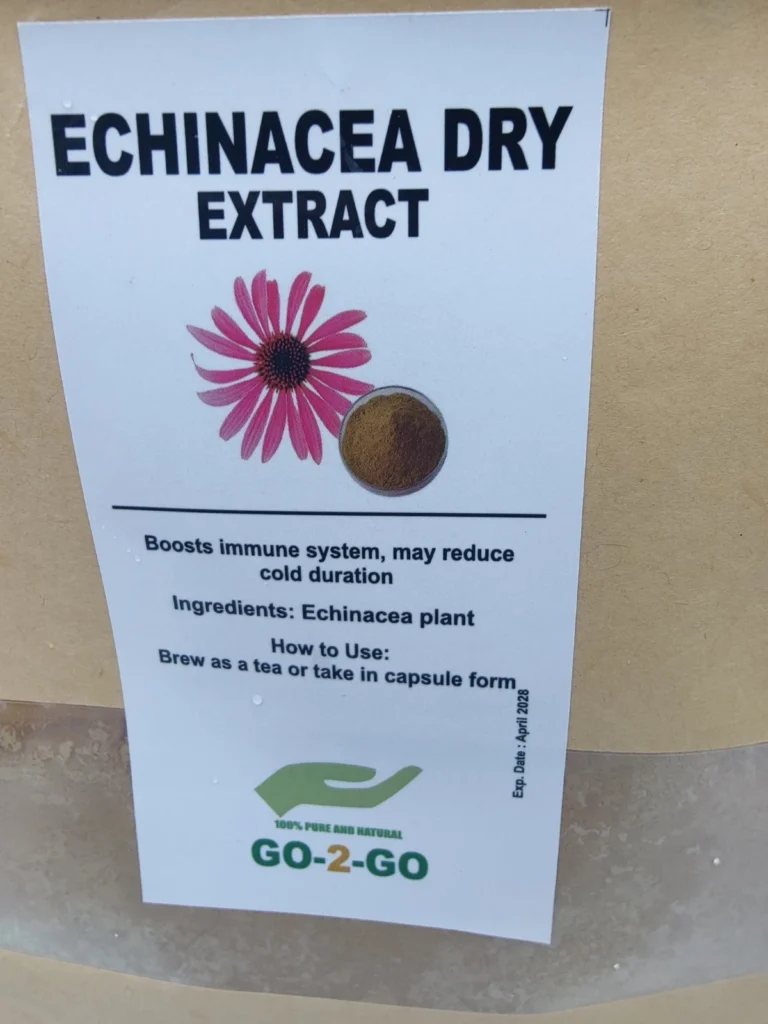 ECHINACEA DRY
EXTRACT
Boosts immune system, may reduce
cold duration
Ingredients: Echinacea plant
How to Use:
Brew as a tea or take in capsule form
Exp. Date : April 2028
100% PURE AND NATURAL
GO-2-GO